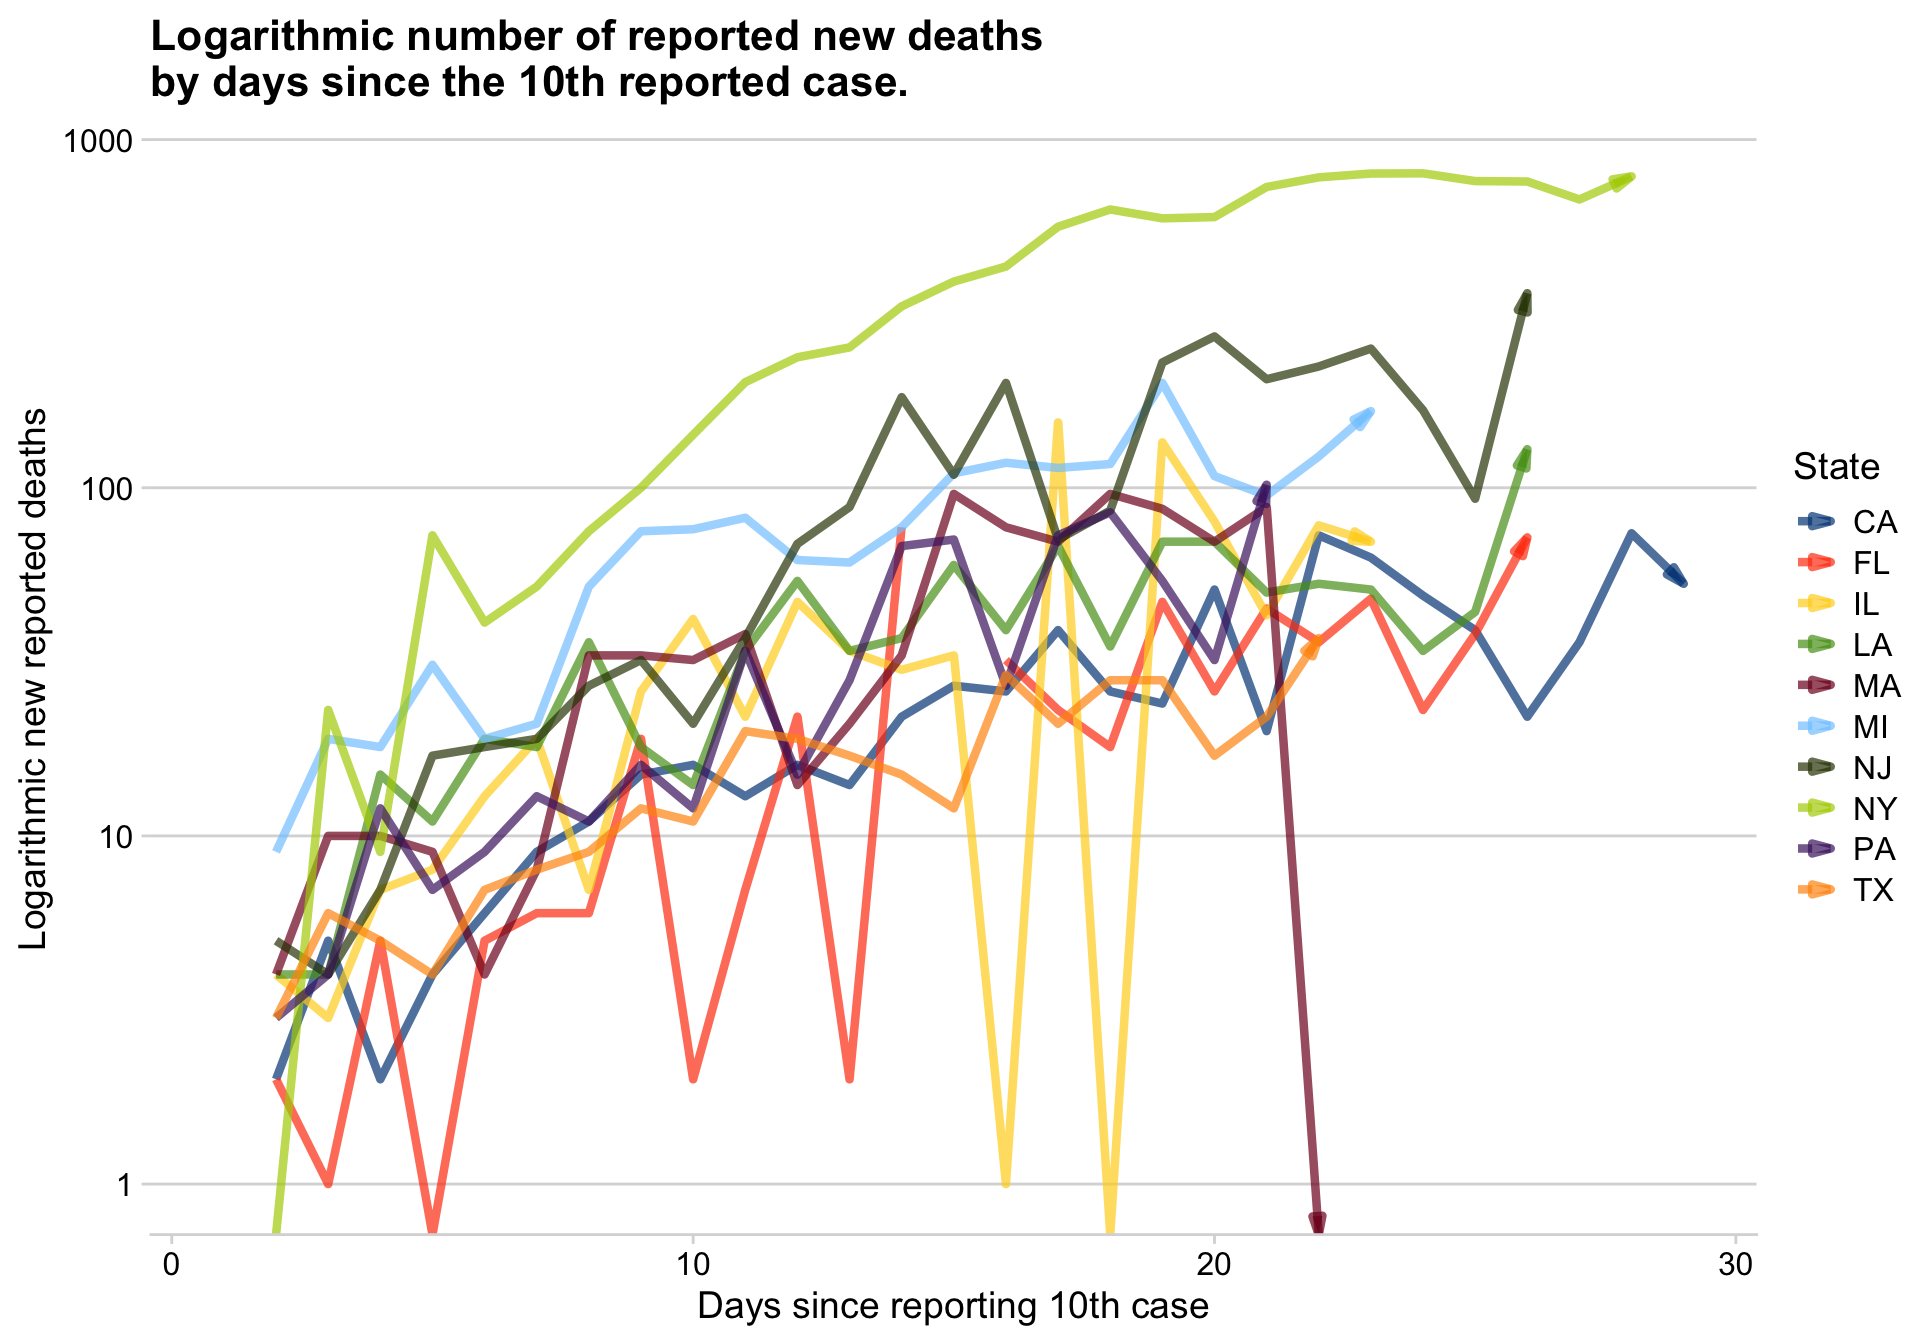 Logarithmic number of reported new deaths
by days since the 10th reported case.
1000
100
10
1
Logarithmic new reported deaths
0 10 20 30
Days since reporting 10th case
State
CA
FL
IL
LA
MA
MI
NJ
NY
PA
TX